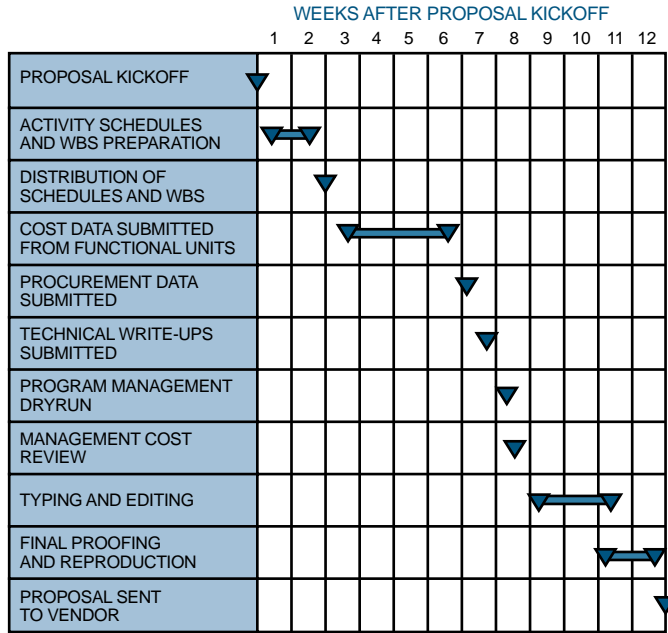 WEEKS AFTER PROPOSAL KICKOFF
1 2 3 4 5 6 7 8 9 10 11 12
PROPOSAL KICKOFF
ACTIVITY SCHEDULES
AND WBS PREPARATION
DISTRIBUTION OF
SCHEDULES AND WBS
COST DATA SUBMITTED
FROM FUNCTIONAL UNITS
PROCUREMENT DATA
SUBMITTED
TECHNICAL WRITE-UPS
SUBMITTED
PROGRAM MANAGEMENT
DRYRUN
MANAGEMENT COST
REVIEW
TYPING AND EDITING
FINAL PROOFING
AND REPRODUCTION
PROPOSAL SENT
TO VENDOR